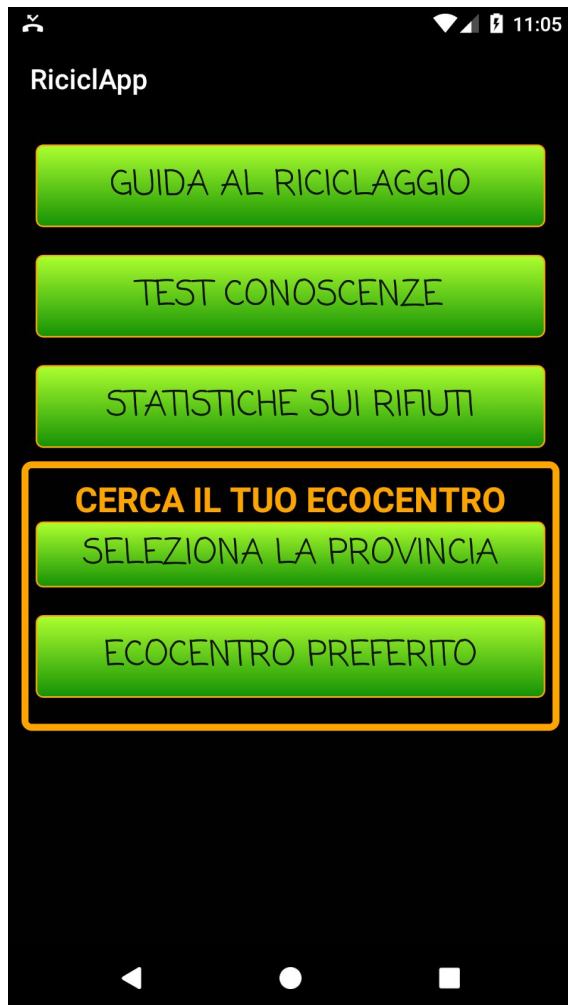 11:05
RiciclApp
GUIDA AL RICICLAGGIO
TEST CONOSCENZE
STATISTICHE SUI RIFIUTI
CERCA IL TUO ECOCENTRO
SELEZIONA LA PROVINCIA
ECOCENTRO PREFERITO